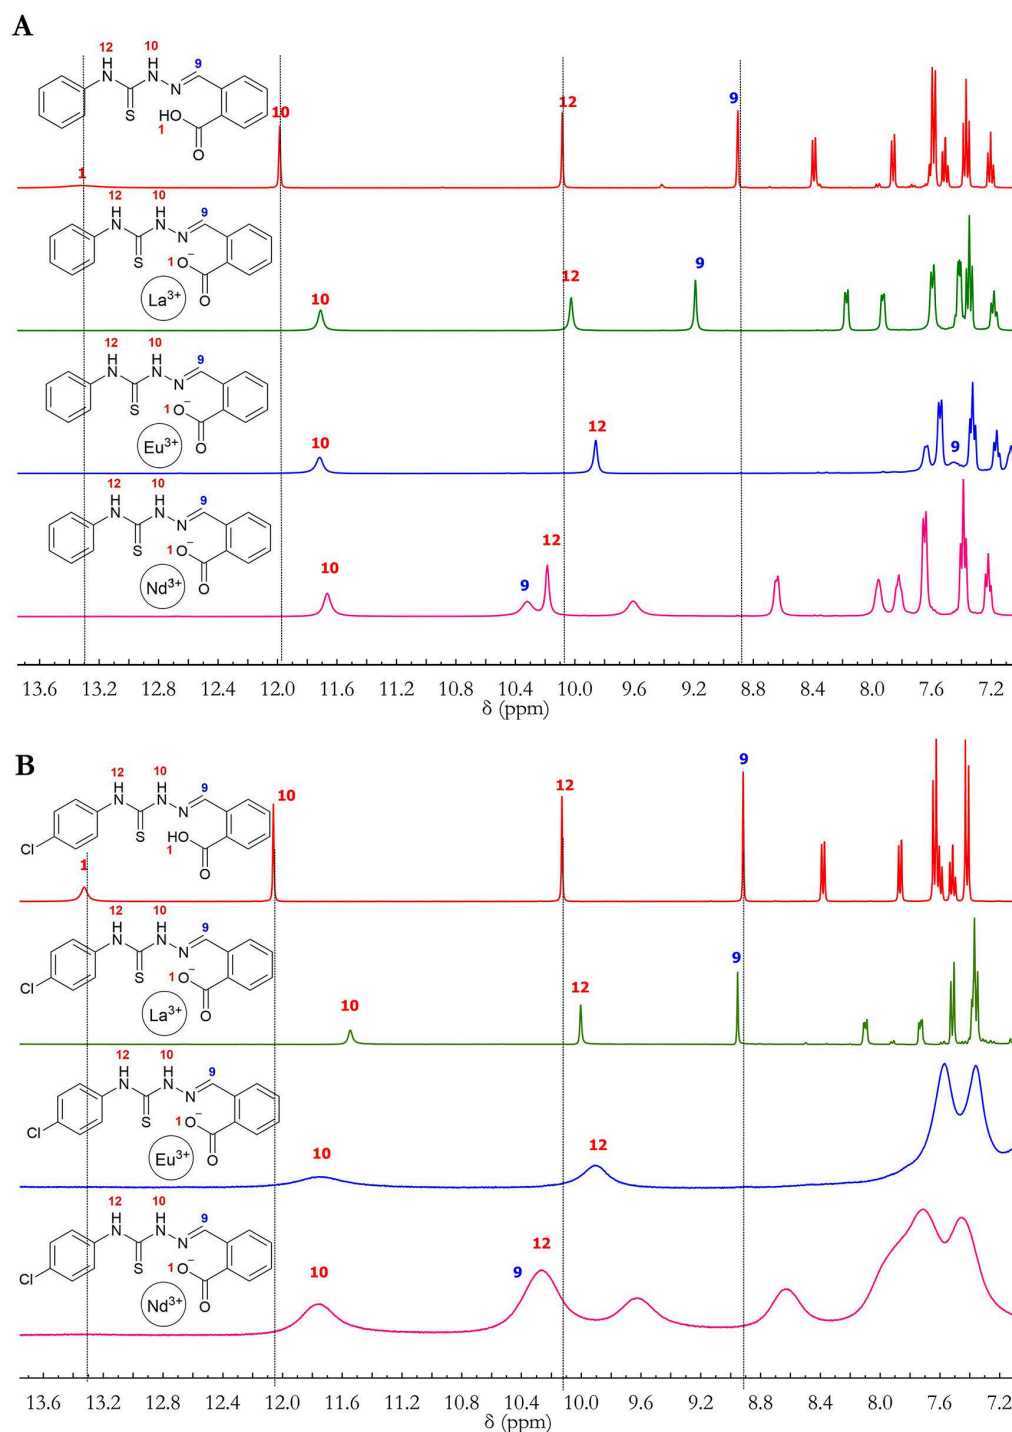 A
12 10 9
H H
N N
N
S HO
1
O
1 10 12 9
12 10 9
H H
N N
N
S 1 O−
O
La3+
10 12 9
12 10 9
H H
N N
N
S 1 O−
O
Eu3+
10 12 9
12 10 9
H H
N N
N
S 1 O−
O
Nd3+
10 9 12
13.6 13.2 12.8 12.4 12.0 11.6 11.2 10.8 10.4 10.0 9.6 9.2 8.8 8.4 8.0 7.6 7.2
δ (ppm)
B
12 10 9
H H
N N
N
Cl S HO
1
O
1 10 12 9
12 10 9
H H
N N
N
Cl S 1 O−
O
La3+
10 12 9
12 10 9
H H
N N
N
Cl S 1 O−
O
Eu3+
10 12
12 10 9
H H
N N
N
Cl S 1 O−
O
Nd3+
10 9 12
13.6 13.2 12.8 12.4 12.0 11.6 11.2 10.8 10.4 10.0 9.6 9.2 8.8 8.4 8.0 7.6 7.2
δ (ppm)